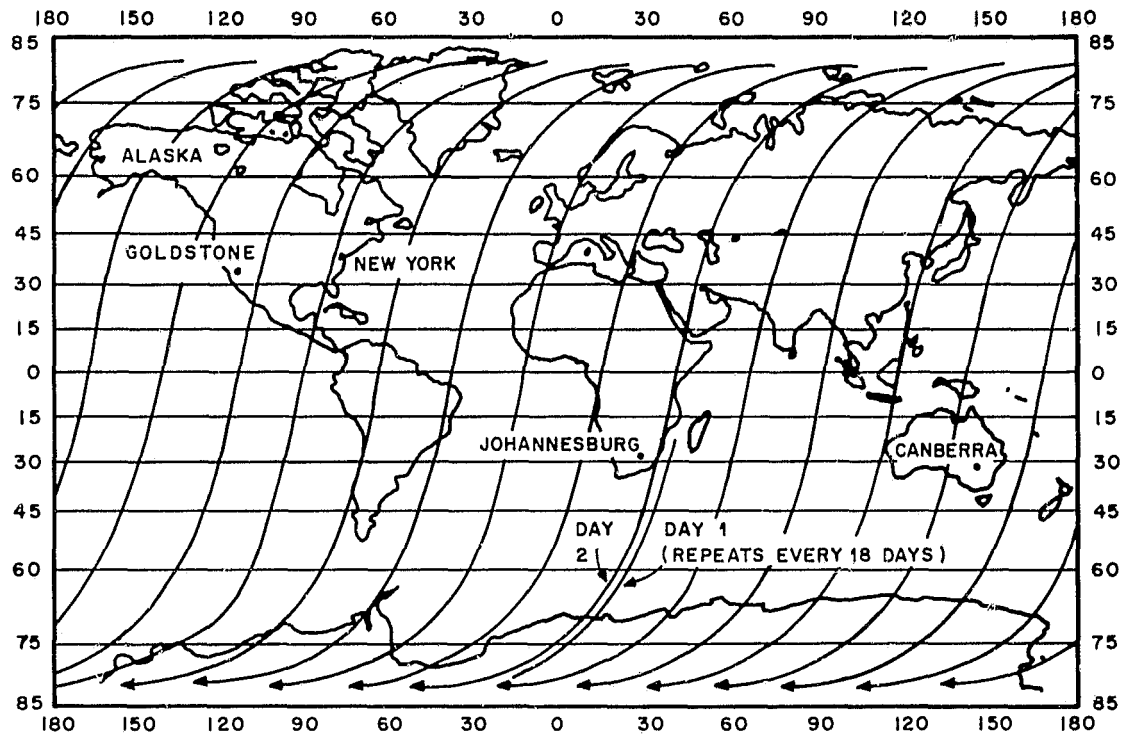 180 150 120 90 60 30 0 30 60 90 120 150 180
85 85
75 75
ALASKA
60 60
45 45
GOLDSTONE NEW YORK
30 30
15 15
0 0
15 15
JOHANNESBURG CANBERRA
30 30
45 45
DAY 2
DAY 1
(REPEATS EVERY 18 DAYS)
60 60
75 75
85 85
180 150 120 90 60 30 0 30 60 90 120 150 180